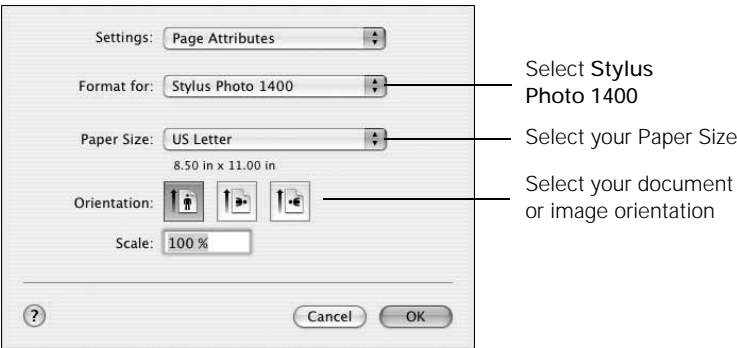 Settings: Page Attributes
Format for: Stylus Photo 1400
Select Stylus
Photo 1400
Paper Size: US Letter
Select your Paper Size
8.50 in x 11.00 in
Orientation:
Select your document
or image orientation
Scale: 100 %
?
Cancel
OK